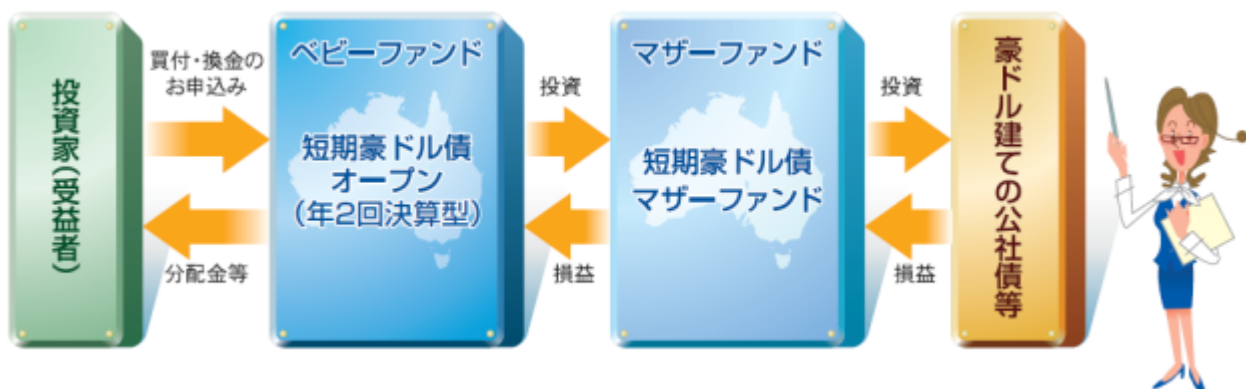 投資家(受益者)
買付・換金の
お申込み
分配金等
ベビーファンド
短期豪ドル債
オープン
(年2回決算型)
投資
損益
マザーファンド
短期豪ドル債
マザーファンド
投資
損益
豪ドル建ての公社債等